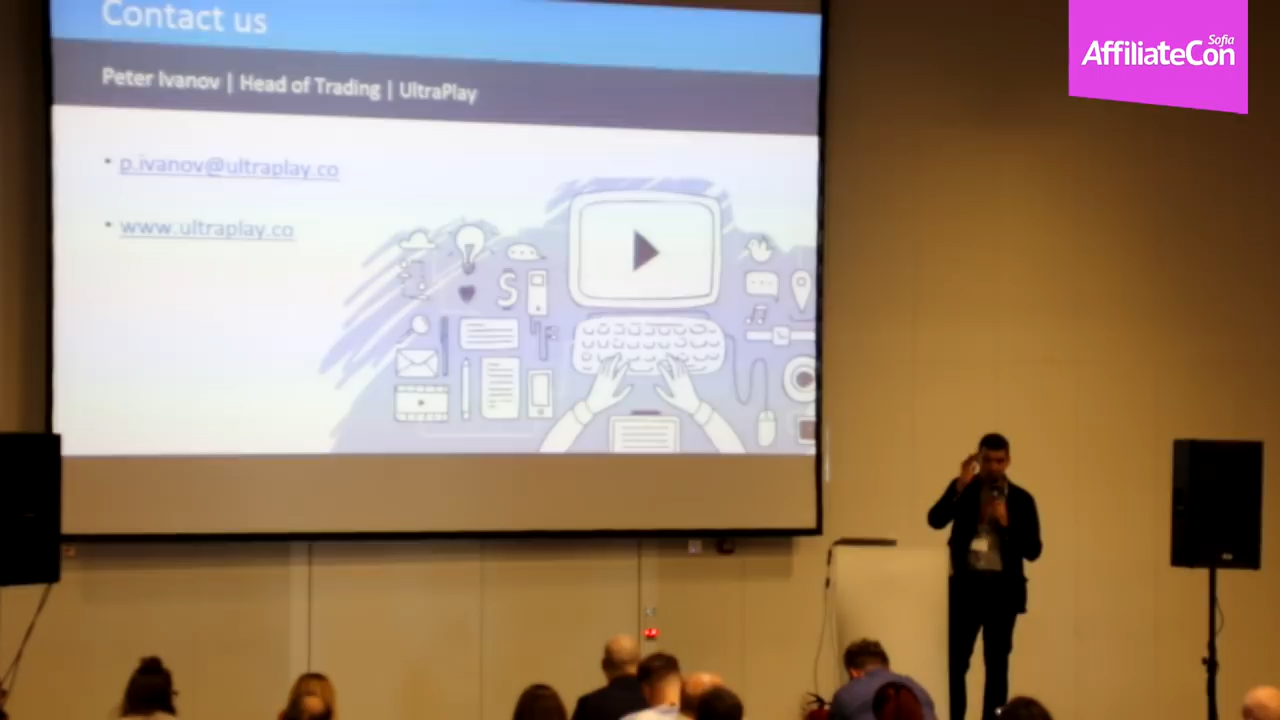 Contact us
Sofia
AffiliateCon
Peter Ivanov | Head of Trading | UltraPlay
• p.ivanov@ultraplay.co
• www.ultraplay.co